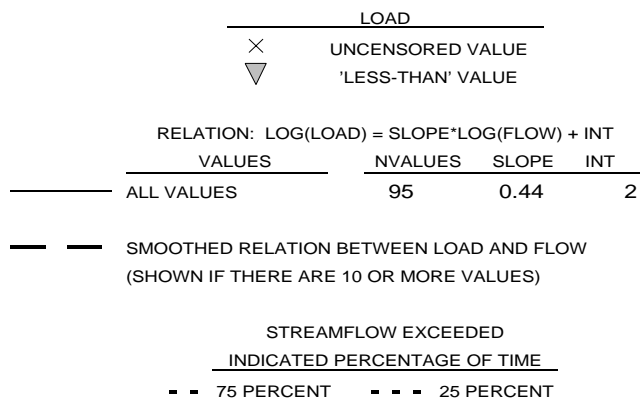 LOAD
UNCENSORED VALUE
'LESS-THAN' VALUE
RELATION: LOG(LOAD) = SLOPE*LOG(FLOW) + INT
VALUES NVALUES SLOPE INT
ALL VALUES 95 0.44 2
SMOOTHED RELATION BETWEEN LOAD AND FLOW
(SHOWN IF THERE ARE 10 OR MORE VALUES)
STREAMFLOW EXCEEDED
INDICATED PERCENTAGE OF TIME
75 PERCENT 25 PERCENT